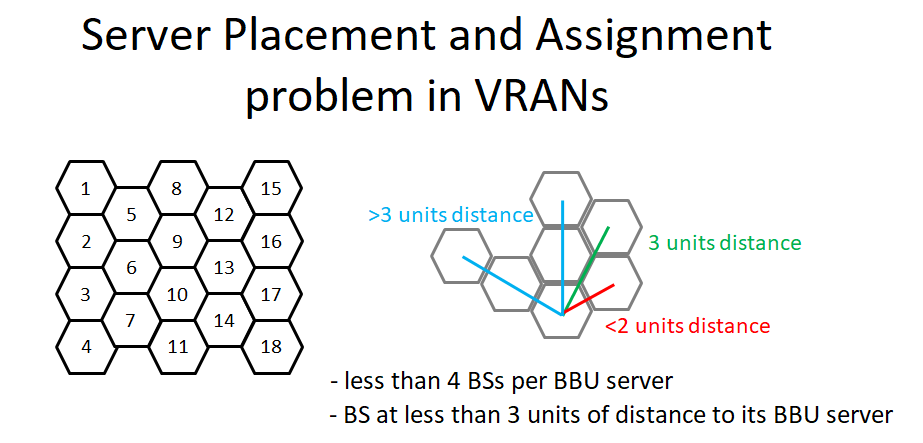 Server Placement and Assignment
problem in VRANs
1
8
15
5
12
2
9
16
6
13
3
10
17
7
14
4
11
18
>3 units distance
3 units distance
<2 units distance
- less than 4 BSs per BBU server
- BS at less than 3 units of distance to its BBU server